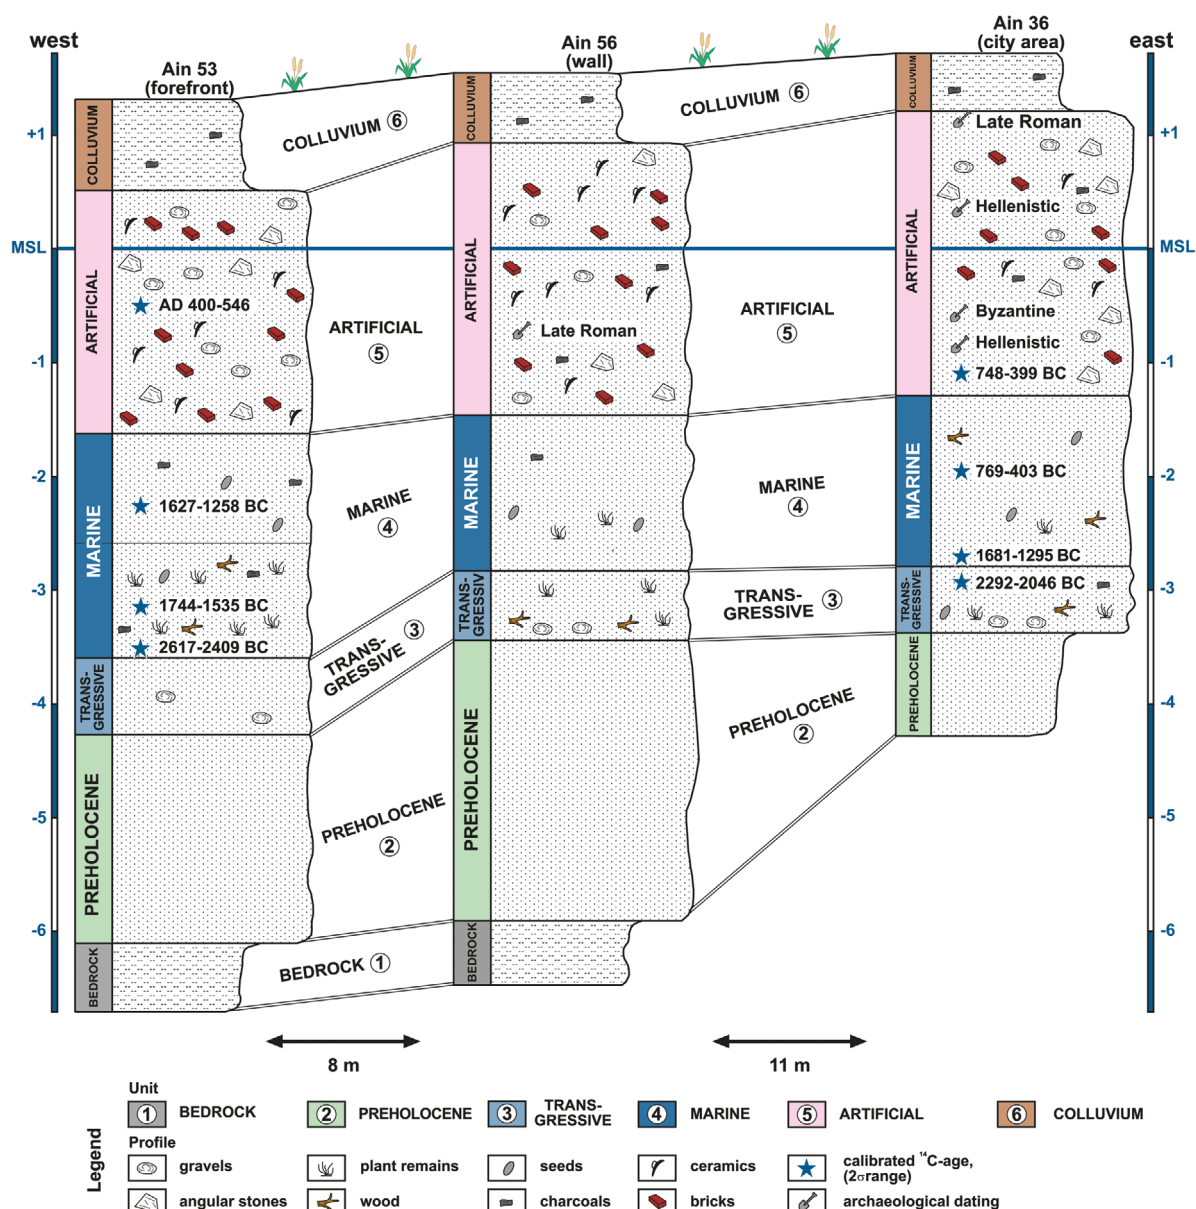 west
Ain 53
(forefront)
Ain 56
(wall)
Ain 36
(city area)
east
+1
MSL
-1
-2
-3
-4
-5
-6
+1
MSL
-1
-2
-3
-4
-5
-6
COLLUVIUM
ARTIFICIAL
MARINE
TRANS-
GRESSIVE
PREHOLOCENE
BEDROCK
AD 400-546
1627-1258 BC
1744-1535 BC
2617-2409 BC
COLLUVIUM 6
ARTIFICIAL
5
MARINE
4
TRANS-
GRESSIVE 3
PREHOLOCENE
2
BEDROCK 1
COLLUVIUM
ARTIFICIAL
MARINE
TRANS-
GRESSIV
PREHOLOCENE
BEDROCK
Late Roman
COLLUVIUM 6
ARTIFICIAL
5
MARINE
4
TRANS-
GRESSIVE 3
PREHOLOCENE
2
COLLUVIUM
ARTIFICIAL
MARINE
TRANS-
GRESSIVE
PREHOLOCENE
Late Roman
Hellenistic
Byzantine
Hellenistic
748-399 BC
769-403 BC
1681-1295 BC
2292-2046 BC
8 m
11 m
Legend
Unit
1 BEDROCK
2 PREHOLOCENE
3 TRANS-
GRESSIVE
4 MARINE
5 ARTIFICIAL
6 COLLUVIUM
Profile
gravels
plant remains
seeds
ceramics
calibrated ¹⁴C-age,
(2σrange)
angular stones
wood
charcoals
bricks
archaeological dating